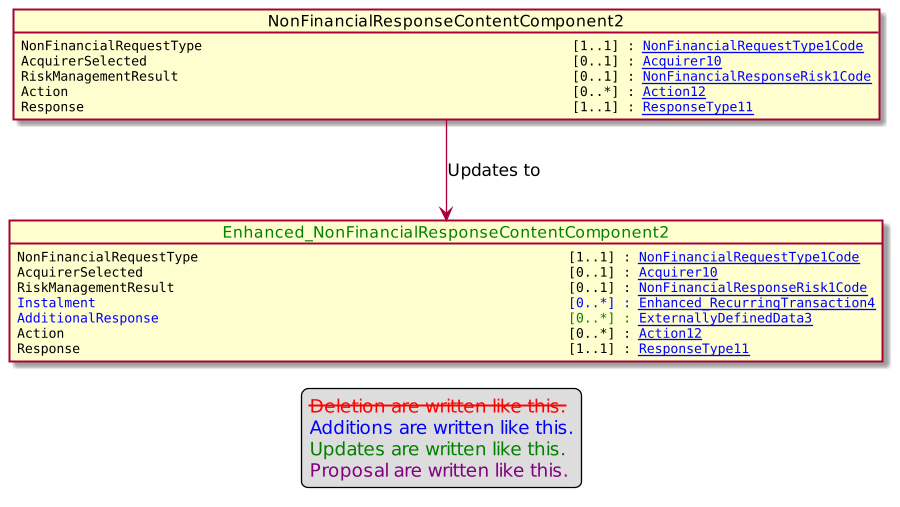 NonFinancialResponseContentComponent2
NonFinancialRequestType [1..1] : NonFinancialRequestType1Code
AcquirerSelected [0..1] : Acquirer10
RiskManagementResult [0..1] : NonFinancialResponseRisk1Code
Action [0..*] : Action12
Response [1..1] : ResponseType11
Updates to
Enhanced_NonFinancialResponseContentComponent2
NonFinancialRequestType [1..1] : NonFinancialRequestType1Code
AcquirerSelected [0..1] : Acquirer10
RiskManagementResult [0..1] : NonFinancialResponseRisk1Code
Instalment [0..*] : Enhanced_RecurringTransaction4
AdditionalResponse [0..*] : ExternallyDefinedData3
Action [0..*] : Action12
Response [1..1] : ResponseType11
Deletion are written like this.
Additions are written like this.
Updates are written like this.
Proposal are written like this.